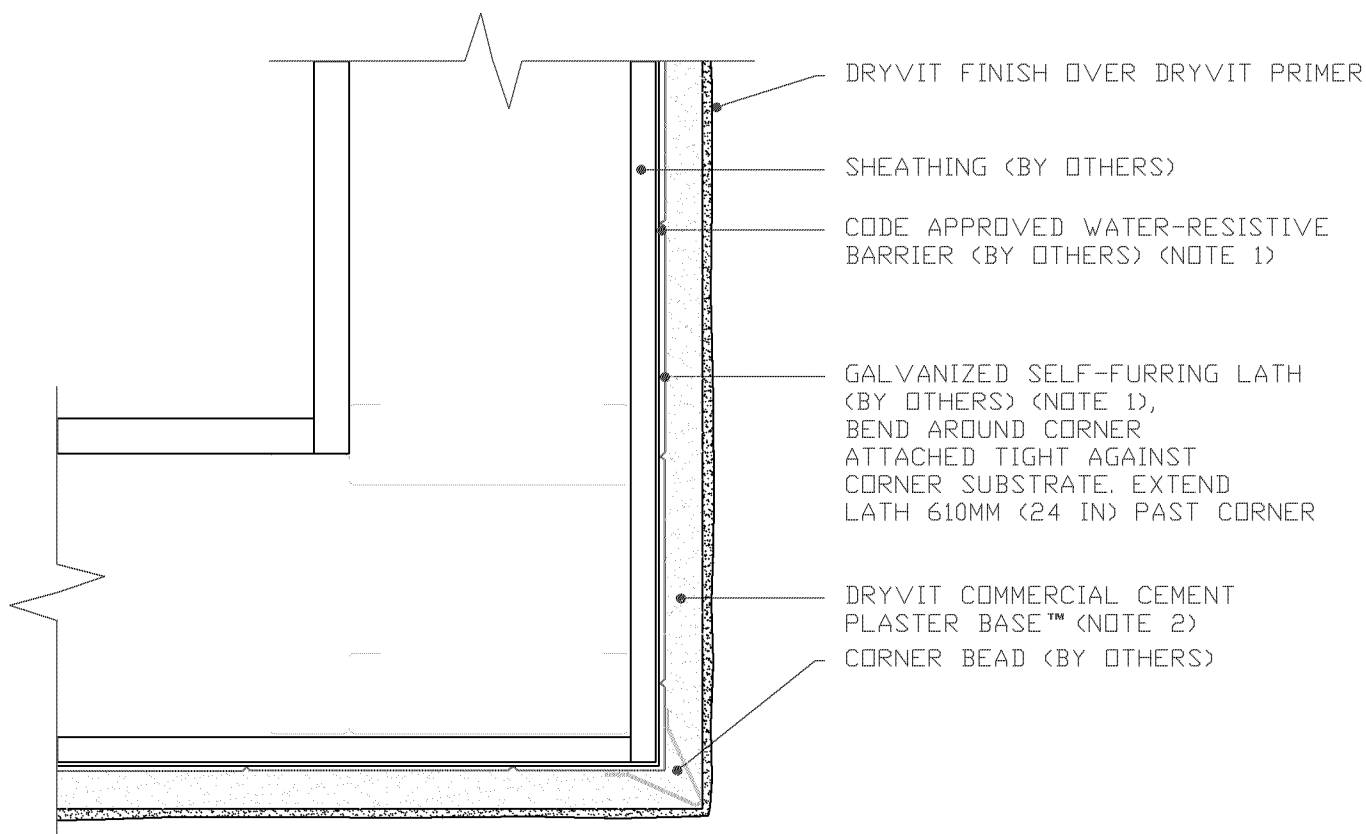 DRYVIT FINISH OVER DRYVIT PRIMER
SHEATHING (BY OTHERS)
CODE APPROVED WATER-RESISTIVE
BARRIER (BY OTHERS) (NOTE 1)
GALVANIZED SELF-FURRING LATH
(BY OTHERS) (NOTE 1),
BEND AROUND CORNER
ATTACHED TIGHT AGAINST
CORNER SUBSTRATE. EXTEND
LATH 610MM (24 IN) PAST CORNER
DRYVIT COMMERCIAL CEMENT
PLASTER BASE™ (NOTE 2)
CORNER BEAD (BY OTHERS)